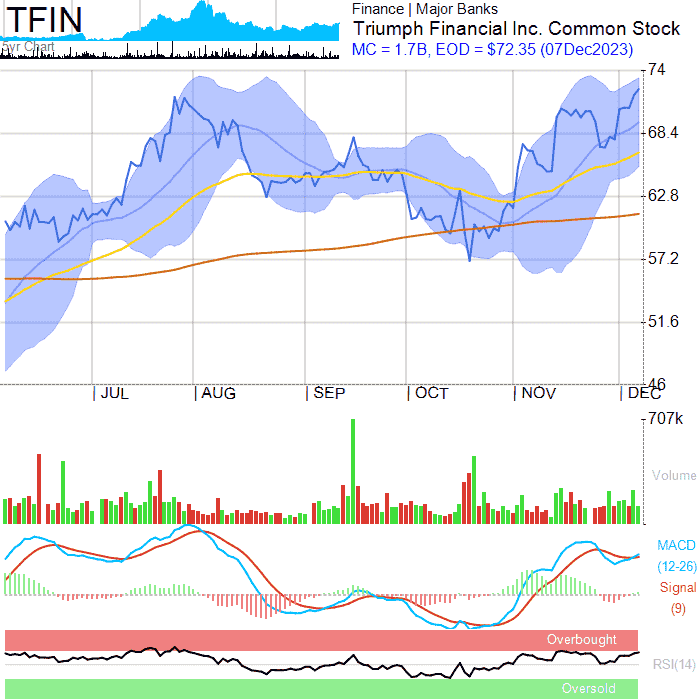 TFIN
5yr Chart
Finance | Major Banks
Triumph Financial Inc. Common Stock
MC = 1.7B, EOD = $72.35 (07Dec2023)
74
68.4
62.8
57.2
51.6
46
JUL AUG SEP OCT NOV DEC
707k
Volume
MACD
(12-26)
Signal
(9)
Overbought
RSI(14)
Oversold